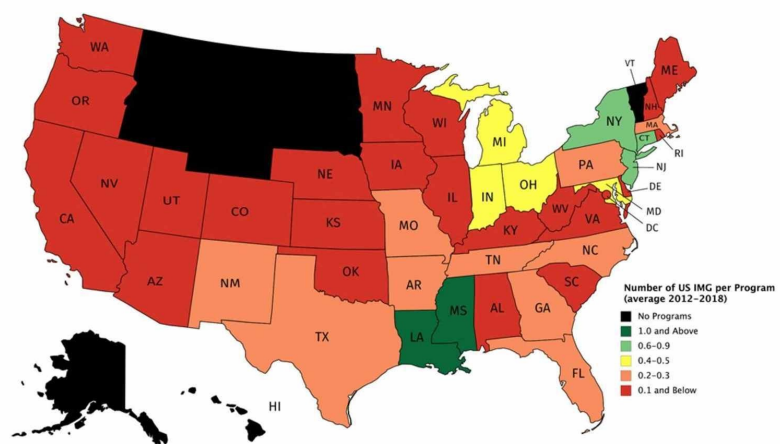 WA
OR
CA
NV
UT
AZ
CO
NM
NE
KS
OK
TX
MN
IA
MO
AR
LA
WI
IL
MS
MI
IN
OH
KY
TN
AL
GA
FL
SC
NC
VA
WV
PA
NY
VT
NH
ME
MA
CT
RI
NJ
DE
MD
DC
HI
Number of US IMG per Program
(average 2012-2018)
No Programs
1.0 and Above
0.6-0.9
0.4-0.5
0.2-0.3
0.1 and Below